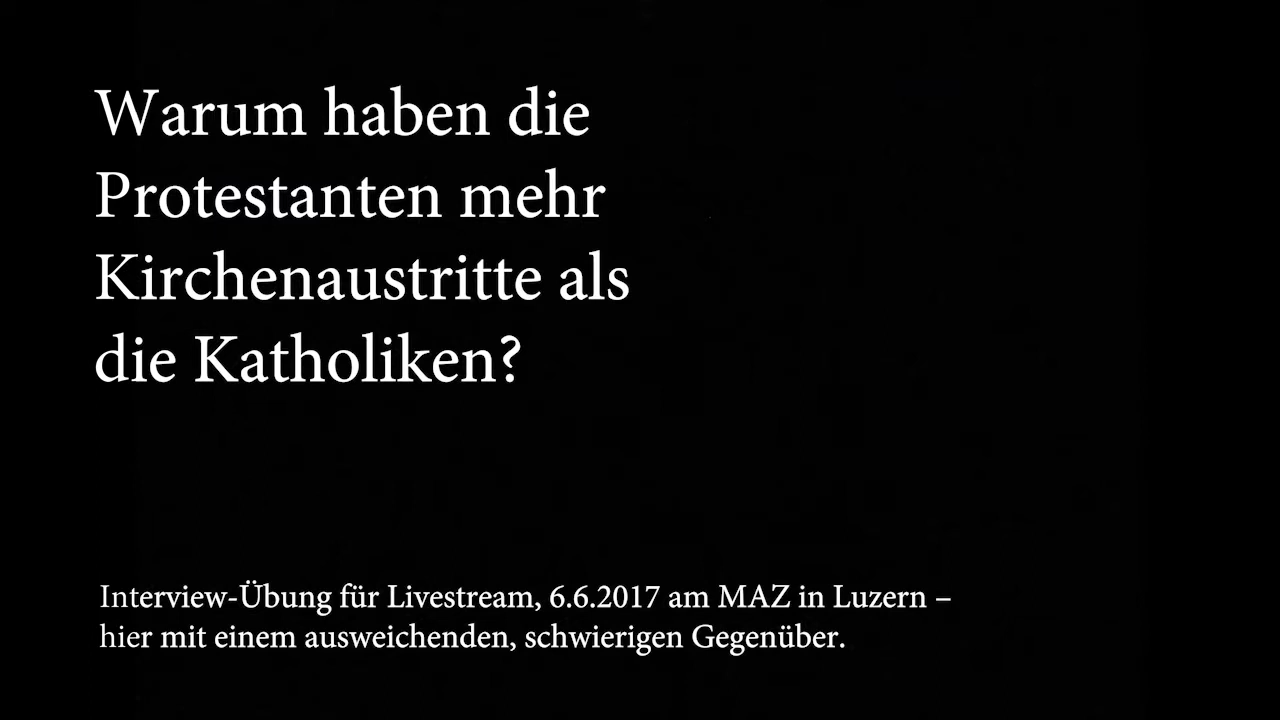 Warum haben die
Protestanten mehr
Kirchenaustritte als
die Katholiken?
Interview-Übung für Livestream, 6.6.2017 am MAZ in Luzern –
hier mit einem ausweichenden, schwierigen Gegenüber.